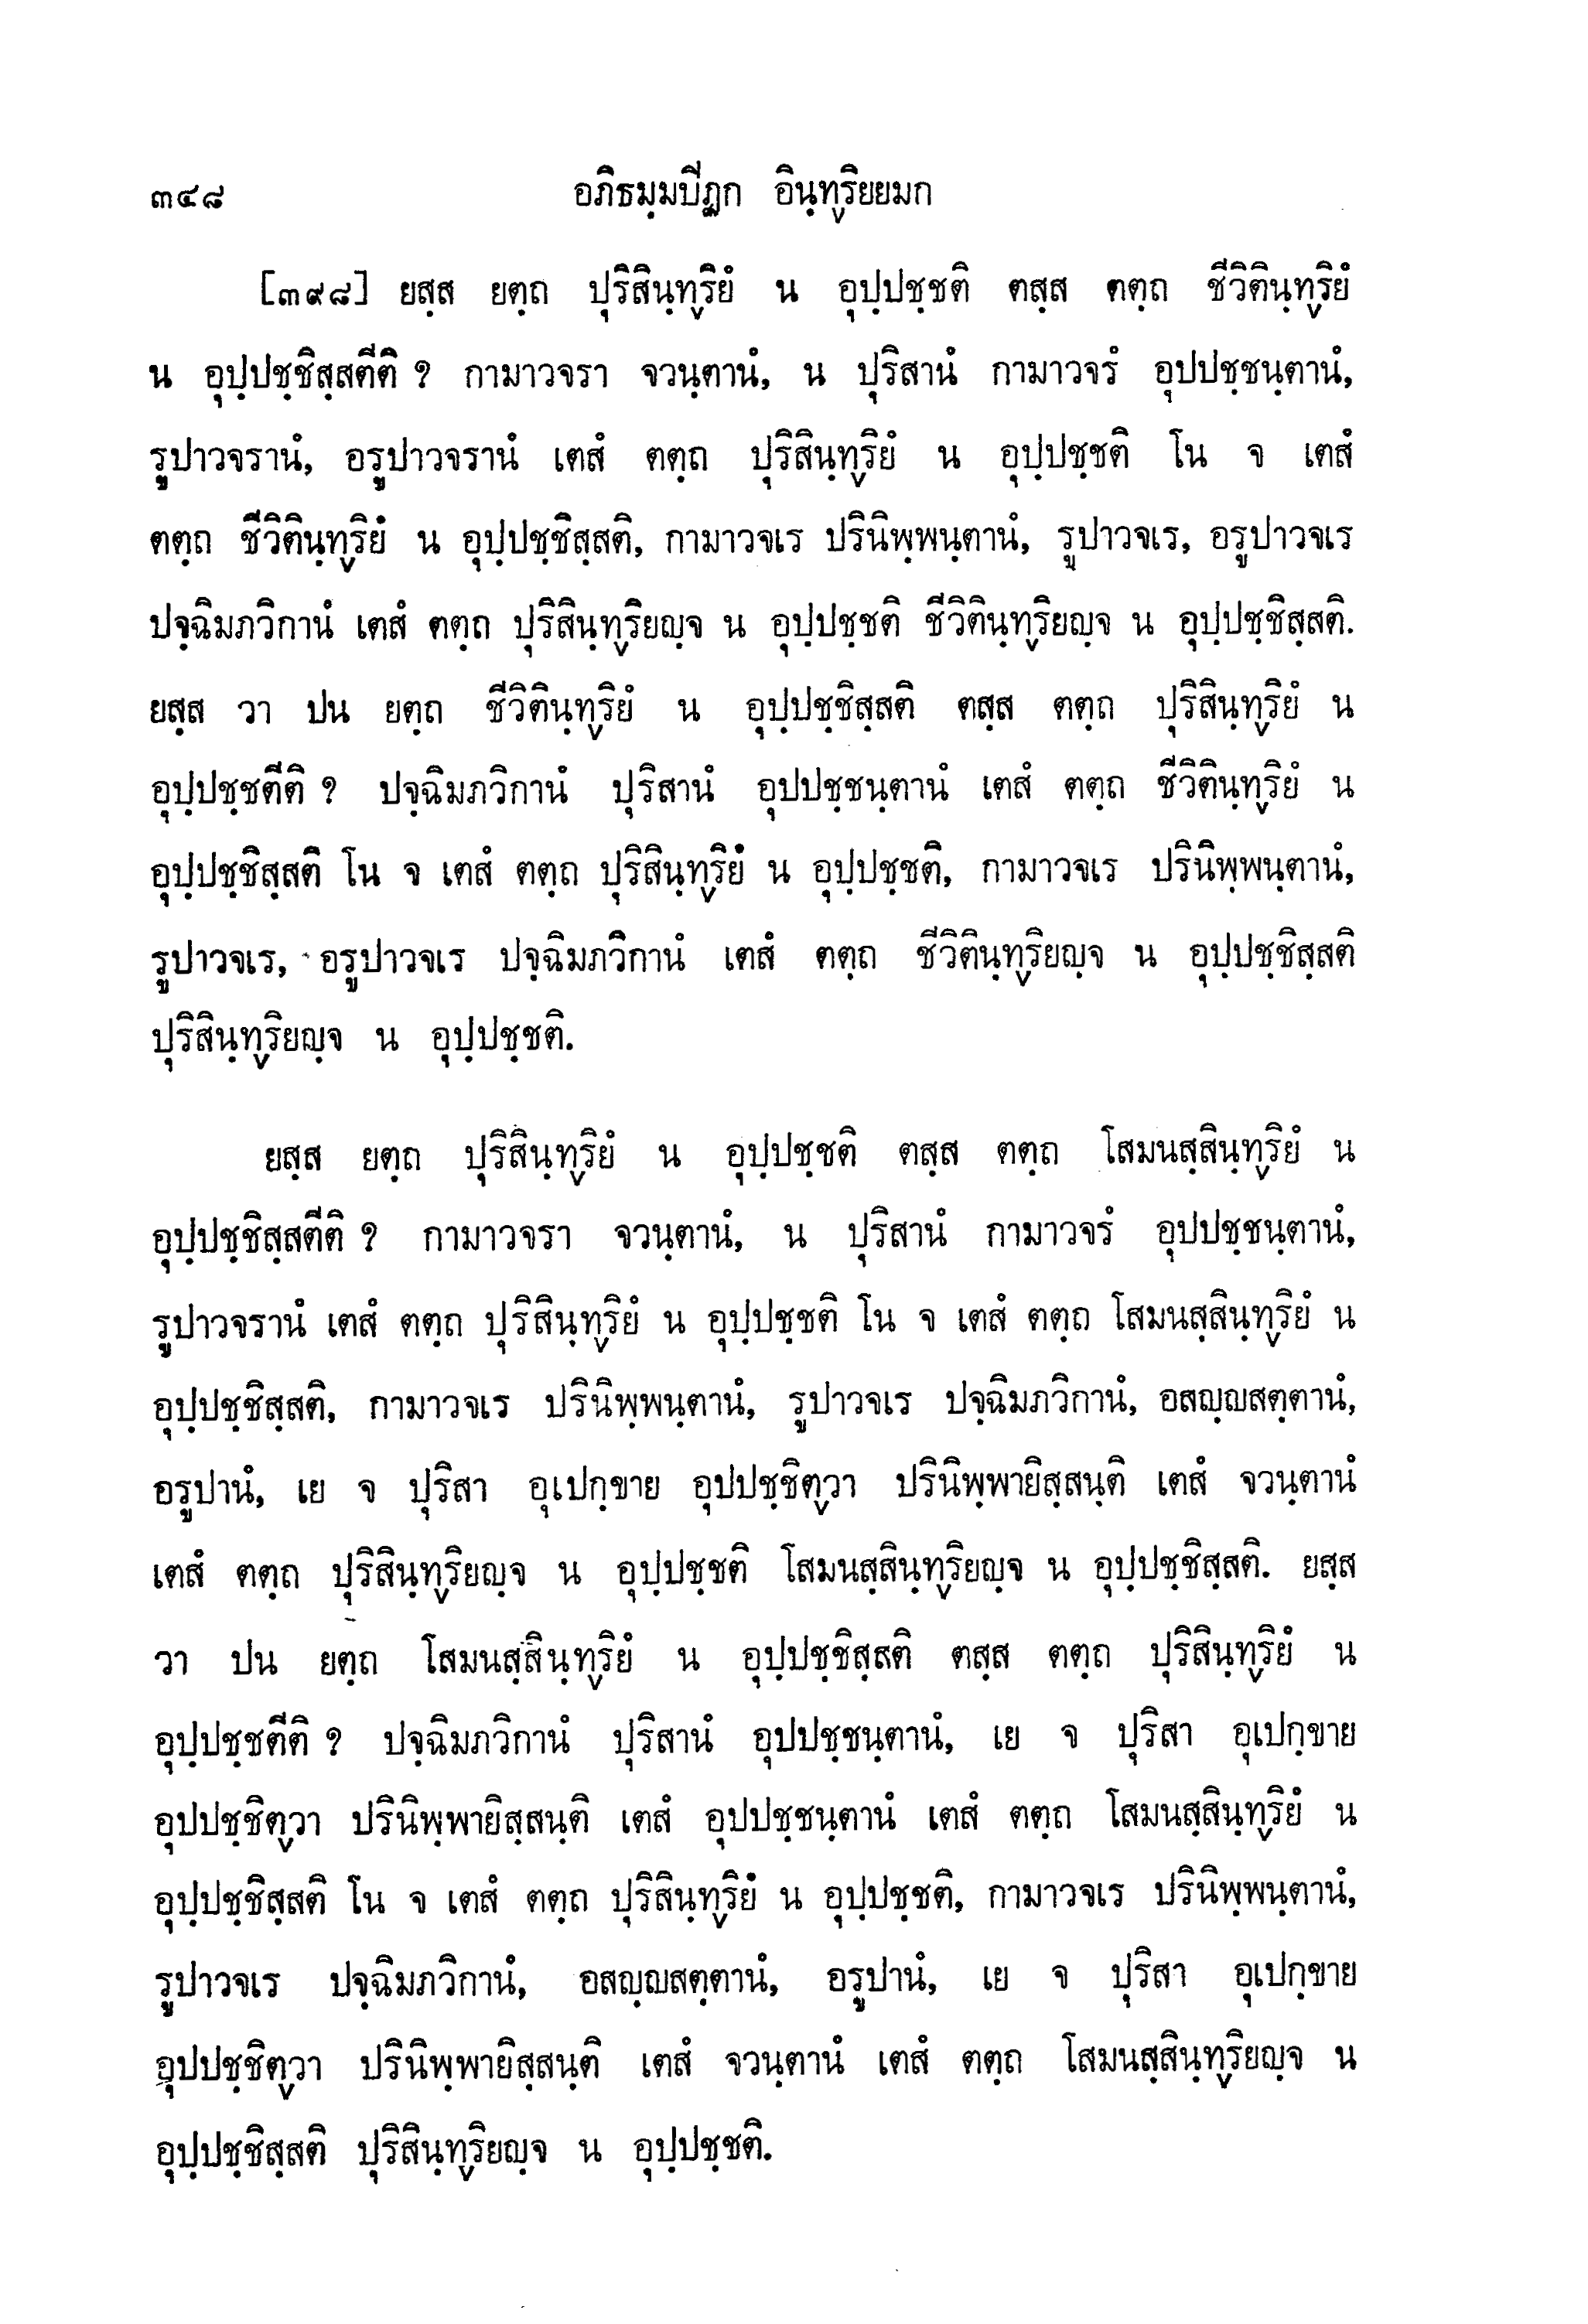 ๓๔๘ อภิธมฺมปิฏก อินฺทฺริยยมก
[๓๙๘] ยสฺส ยตฺถ ปุริสินฺทฺริยํ น อุปฺปชฺชติ ตสฺส ตตฺถ ชีวิตินฺทฺริยํ
น อุปฺปชฺชิสฺสตีติ ? กามาวจรา จวนฺตานํ, น ปุริสานํ กามาวจรํ อุปปชฺชนฺตานํ,
รูปาวจรานํ, อรูปาวจรานํ เตสํ ตตฺถ ปุริสินฺทฺริยํ น อุปฺปชฺชติ โน จ เตสํ
ตตฺถ ชีวิตินฺทฺริยํ น อุปฺปชฺชิสฺสติ, กามาวจเร ปรินิพฺพนฺตานํ, รูปาวจเร, อรูปาวจเร
ปจฺฉิมภวิกานํ เตสํ ตตฺถ ปุริสินฺทฺริยญฺจ น อุปฺปชฺชติ ชีวิตินฺทฺริยญฺจ น อุปฺปชฺชิสฺสติ.
ยสฺส วา ปน ยตฺถ ชีวิตินฺทฺริยํ น อุปฺปชฺชิสฺสติ ตสฺส ตตฺถ ปุริสินฺทฺริยํ น
อุปฺปชฺชตีติ ? ปจฺฉิมภวิกานํ ปุริสานํ อุปปชฺชนฺตานํ เตสํ ตตฺถ ชีวิตินฺทฺริยํ น
อุปฺปชฺชิสฺสติ โน จ เตสํ ตตฺถ ปุริสินฺทฺริยํ น อุปฺปชฺชติ, กามาวจเร ปรินิพฺพนฺตานํ,
รูปาวจเร, อรูปาวจเร ปจฺฉิมภวิกานํ เตสํ ตตฺถ ชีวิตินฺทฺริยญฺจ น อุปฺปชฺชิสฺสติ
ปุริสินฺทฺริยญฺจ น อุปฺปชฺชติ.
ยสฺส ยตฺถ ปุริสินฺทฺริยํ น อุปฺปชฺชติ ตสฺส ตตฺถ โสมนสฺสินฺทฺริยํ น
อุปฺปชฺชิสฺสตีติ ? กามาวจรา จวนฺตานํ, น ปุริสานํ กามาวจรํ อุปปชฺชนฺตานํ,
รูปาวจรานํ เตสํ ตตฺถ ปุริสินฺทฺริยํ น อุปฺปชฺชติ โน จ เตสํ ตตฺถ โสมนสฺสินฺทฺริยํ น
อุปฺปชฺชิสฺสติ, กามาวจเร ปรินิพฺพนฺตานํ, รูปาวจเร ปจฺฉิมภวิกานํ, อสญฺญสตฺตานํ,
อรูปานํ, เย จ ปุริสา อุเปกฺขาย อุปปชฺชิตฺวา ปรินิพฺพายิสฺสนฺติ เตสํ จวนฺตานํ
เตสํ ตตฺถ ปุริสินฺทฺริยญฺจ น อุปฺปชฺชติ โสมนสฺสินฺทฺริยญฺจ น อุปฺปชฺชิสฺสติ. ยสฺส
วา ปน ยตฺถ โสมนสฺสินฺทฺริยํ น อุปฺปชฺชิสฺสติ ตสฺส ตตฺถ ปุริสินฺทฺริยํ น
อุปฺปชฺชตีติ ? ปจฺฉิมภวิกานํ ปุริสานํ อุปปชฺชนฺตานํ, เย จ ปุริสา อุเปกฺขาย
อุปปชฺชิตฺวา ปรินิพฺพายิสฺสนฺติ เตสํ อุปปชฺชนฺตานํ เตสํ ตตฺถ โสมนสฺสินฺทฺริยํ น
อุปฺปชฺชิสฺสติ โน จ เตสํ ตตฺถ ปุริสินฺทฺริยํ น อุปฺปชฺชติ, กามาวจเร ปรินิพฺพนฺตานํ,
รูปาวจเร ปจฺฉิมภวิกานํ, อสญฺญสตฺตานํ, อรูปานํ, เย จ ปุริสา อุเปกฺขาย
อุปปชฺชิตฺวา ปรินิพฺพายิสฺสนฺติ เตสํ จวนฺตานํ เตสํ ตตฺถ โสมนสฺสินฺทฺริยญฺจ น
อุปฺปชฺชิสฺสติ ปุริสินฺทฺริยญฺจ น อุปฺปชฺชติ.